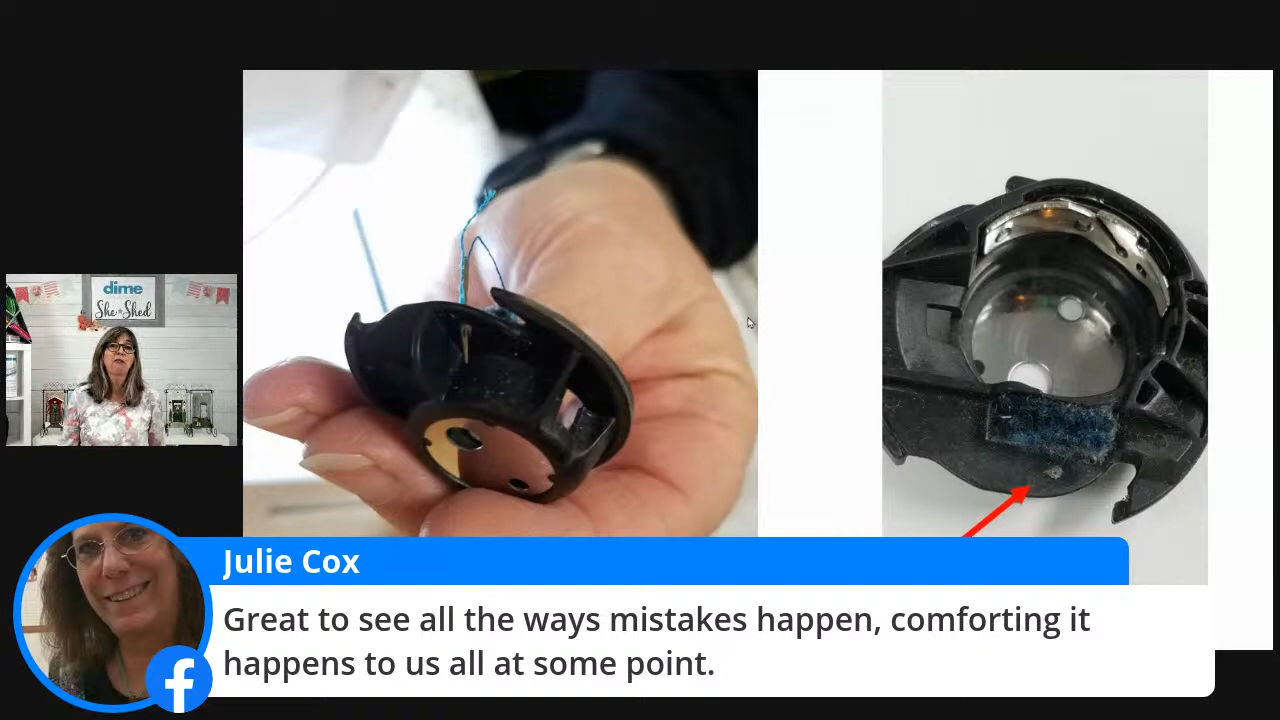 dime
She Shed
Julie Cox
Great to see all the ways mistakes happen, comforting it
happens to us all at some point.